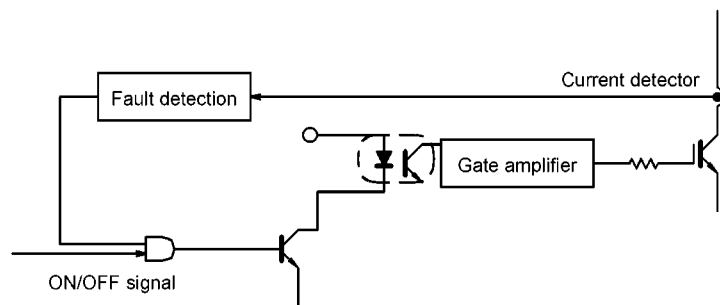 Current detector
Fault detection
Gate amplifier
ON/OFF signal